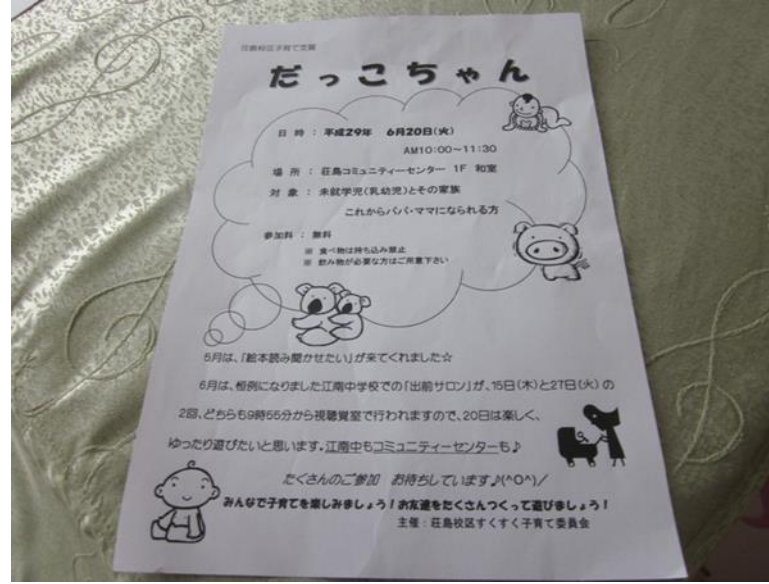 荘島校区子育て支援
だっこちゃん
日 時 : 平成29年 6月20日(火)
AM10:00~11:30
場 所 : 荘島コミュニティーセンター 1F 和室
対 象 : 未就学児(乳幼児)とその家族
これからパパ・ママになられる方
参加料 : 無料
※ 食べ物は持ち込み禁止
※ 飲み物が必要な方はご用意下さい
5月は、「絵本読み聞かせたい」が来てくれました☆
6月は、恒例になりました江南中学校での「出前サロン」が、15日(木)と27日(火) の
2回、どちらも9時55分から視聴覚室で行われますので、20日は楽しく、
ゆったり遊びたいと思います。江南中もコミュニティーセンターも♪
たくさんのご参加 お待ちしています♪(^O^)/
みんなで子育てを楽しみましょう!お友達をたくさんつくって遊びましょう!
主催:荘島校区すくすく子育て委員会